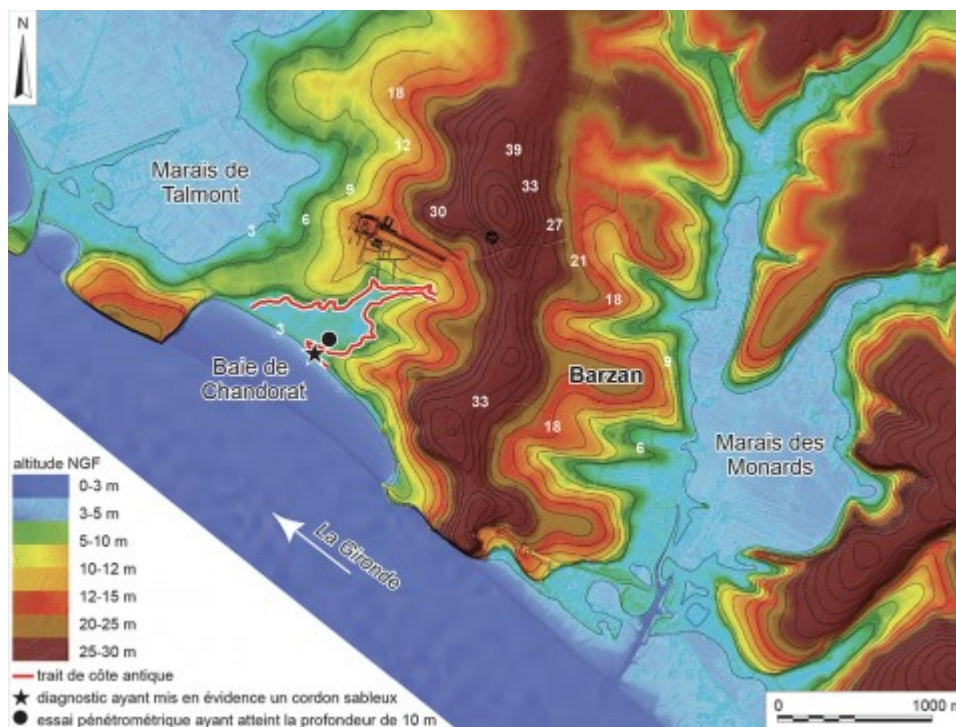 N
18
12
39
33
9
30
27
6
3
21
18
3
9
33
18
6
Marais de
Talmont
Baie de
Chandorat
Barzan
Marais des
Monards
La Gironde
altitude NGF
0-3 m
3-5 m
5-10 m
10-12 m
12-15 m
20-25 m
25-30 m
trait de côte antique
diagnostic ayant mis en évidence un cordon sableux
essai pénétrométrique ayant atteint la profondeur de 10 m
0 1000 m